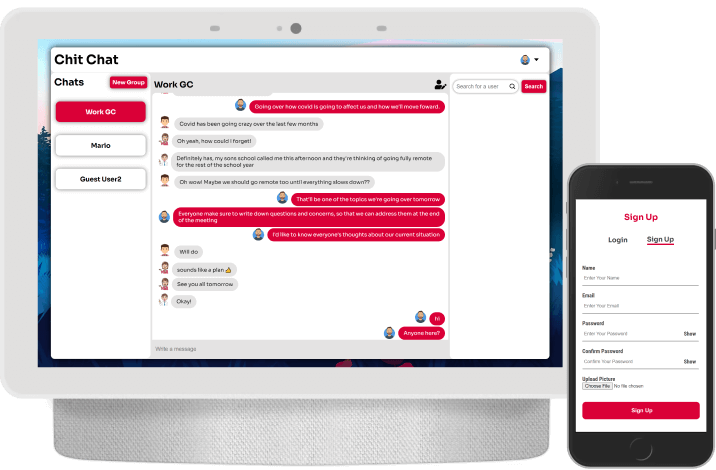 Chit Chat
Chats
New Group
Work GC
Mario
Guest User2
Work GC
Going over how covid is going to affect us and how we'll move foward.
Covid has been going crazy over the last few months
Oh yeah, how could i forget!
Definitely has, my sons school called me this afternoon and they're thinking of going fully remote
for the rest of the school year
Oh wow! Maybe we should go remote too until everything slows down??
That'll be one of the topics we're going over tomorrow
Everyone make sure to write down questions and concerns, so that we can address them at the end
of the meeting
I'd like to know everyone's thoughts about our current situation
Will do
sounds like a plan 👍
See you all tomorrow
Okay!
hi
Anyone here?
Write a message
Search for a user
Search
Sign Up
Login
Sign Up
Name
Enter Your Name
Email
Enter Your Email
Password
Enter Your Password
Show
Confirm Password
Confirm Your Password
Show
Upload Picture
Choose File No file chosen
Sign Up